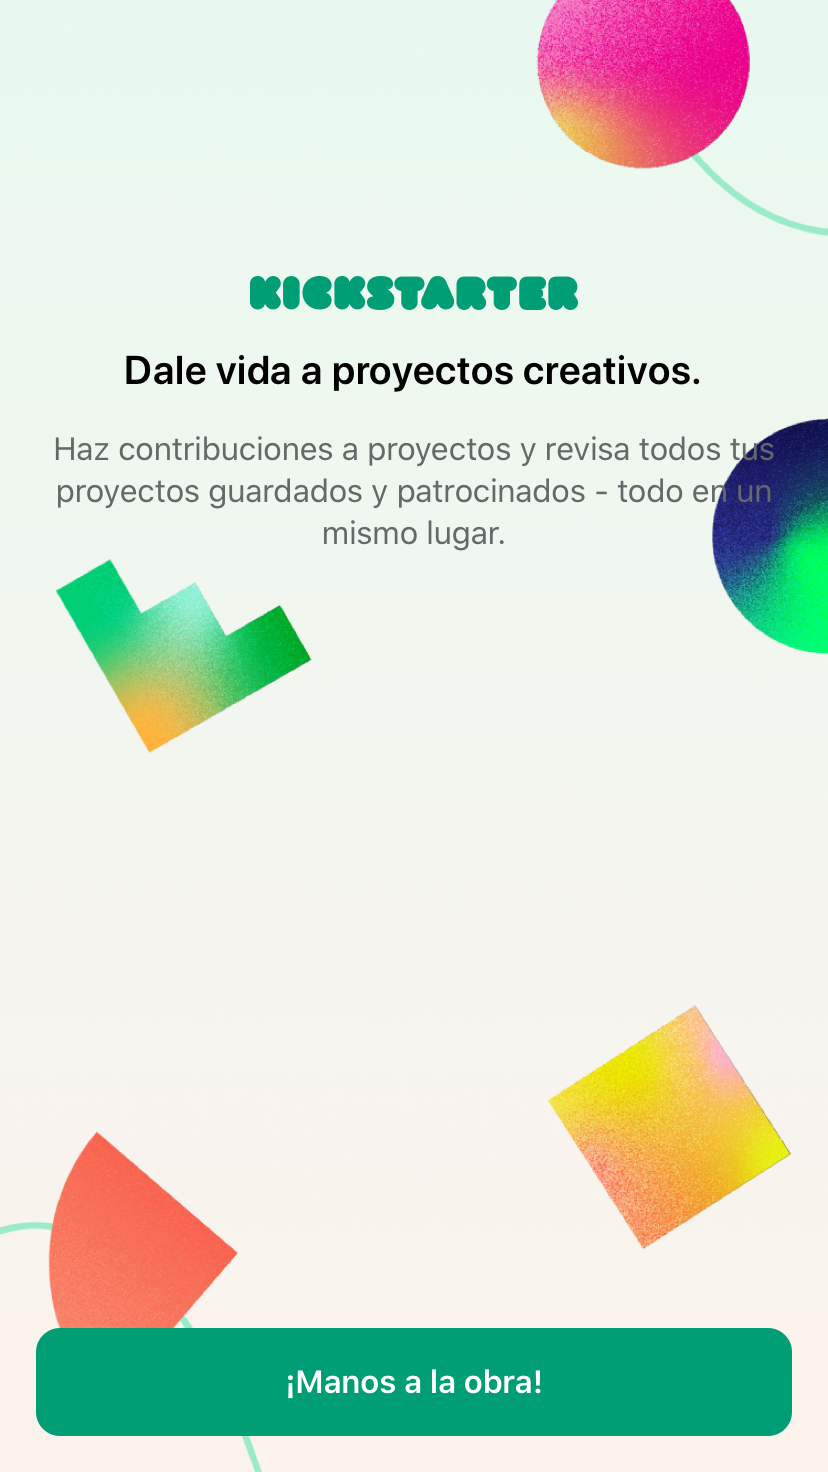 KICKSTARTER
Dale vida a proyectos creativos.
Haz contribuciones a proyectos y revisa todos tus
proyectos guardados y patrocinados - todo en un
mismo lugar.
¡Manos a la obra!